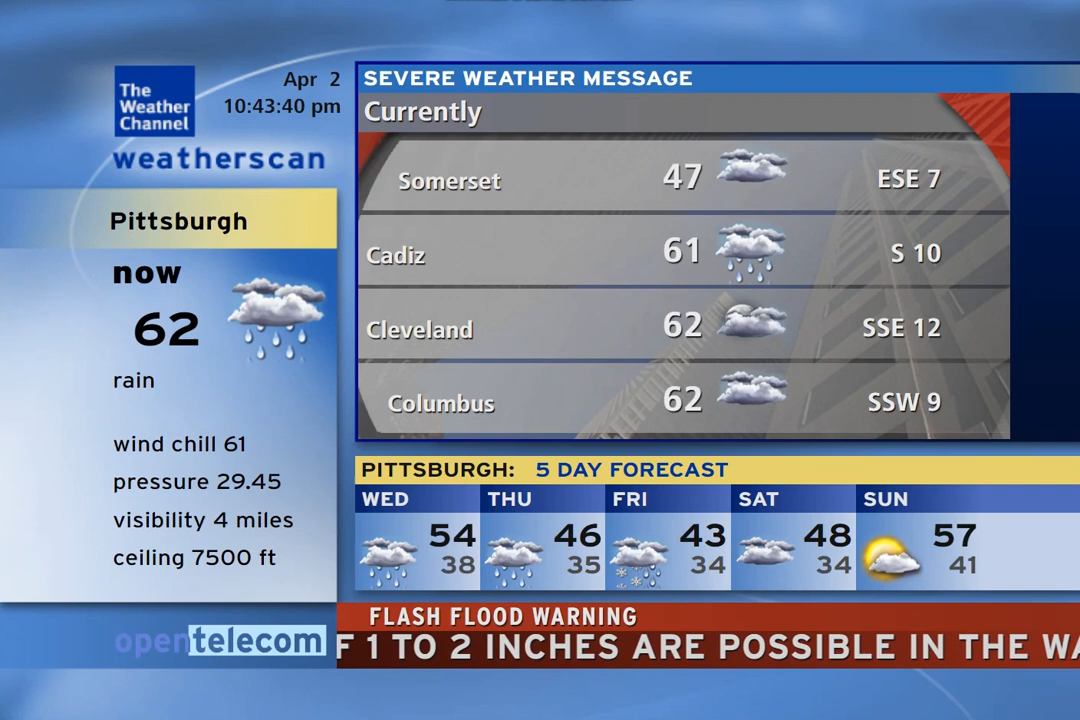 The
Weather
Channel
weatherscan
Apr 2
10:43:40 pm
Pittsburgh
now
62
rain
wind chill 61
pressure 29.45
visibility 4 miles
ceiling 7500 ft
opentelecom
SEVERE WEATHER MESSAGE
Currently
Somerset 47 ESE 7
Cadiz 61 S 10
Cleveland 62 SSE 12
Columbus 62 SSW 9
PITTSBURGH: 5 DAY FORECAST
WED THU FRI SAT SUN
54 46 43 48 57
38 35 34 34 41
FLASH FLOOD WARNING
F 1 TO 2 INCHES ARE POSSIBLE IN THE WA